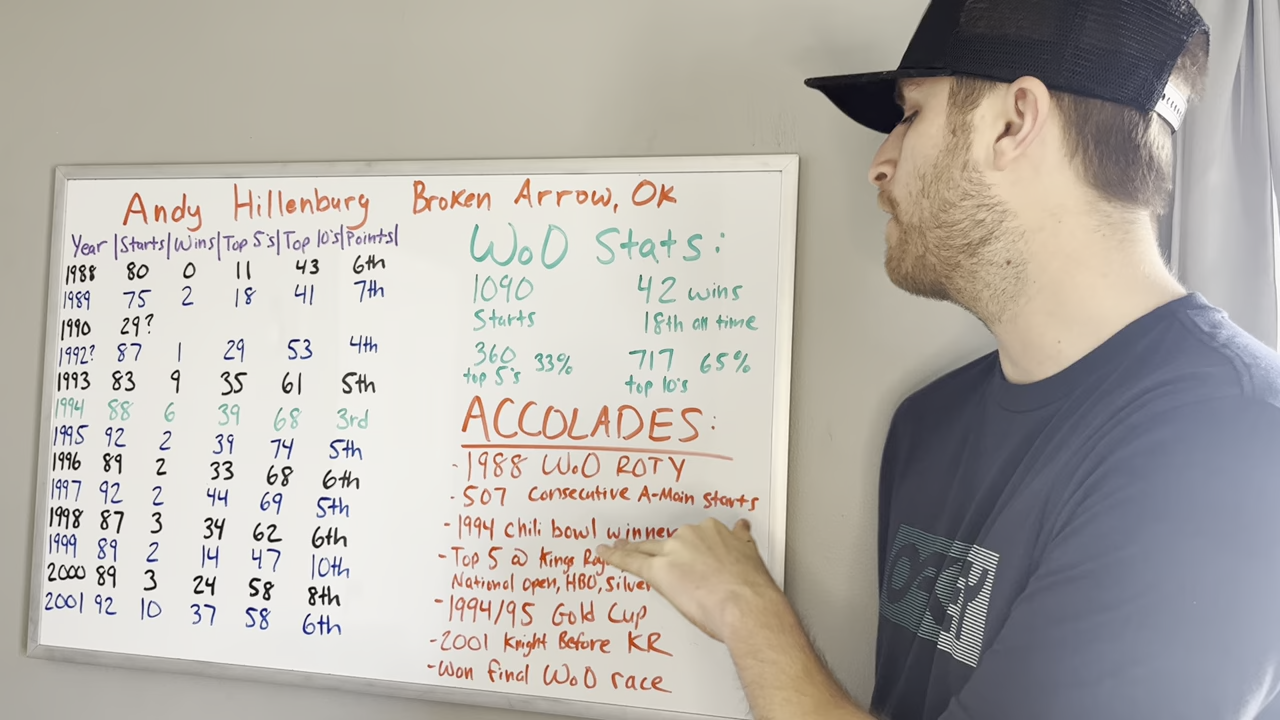 Andy Hillenburg Broken Arrow, OK
Year | Starts | Wins | Top 5's | Top 10's | Points |
1988 80 0 11 43 6th
1989 75 2 18 41 7th
1990 29?
1992? 87 1 29 53 4th
1993 83 9 35 61 5th
1994 88 6 39 68 3rd
1995 92 2 39 74 5th
1996 89 2 33 68 6th
1997 92 2 44 69 5th
1998 87 3 34 62 6th
1999 89 2 14 47 10th
2000 89 3 24 58 8th
2001 92 10 37 58 6th
WoO Stats:
1090 42 wins
Starts 18th all time
360 33% 717 65%
top 5's top 10's
ACCOLADES:
- 1988 WoO ROTY
- 507 Consecutive A-Main Starts
- 1994 chili bowl winner
- Top 5 @ Kings
National Open, HBO, Silver
- 1994/95 Gold Cup
- 2001 Knight Before KR
- Won final WoO race